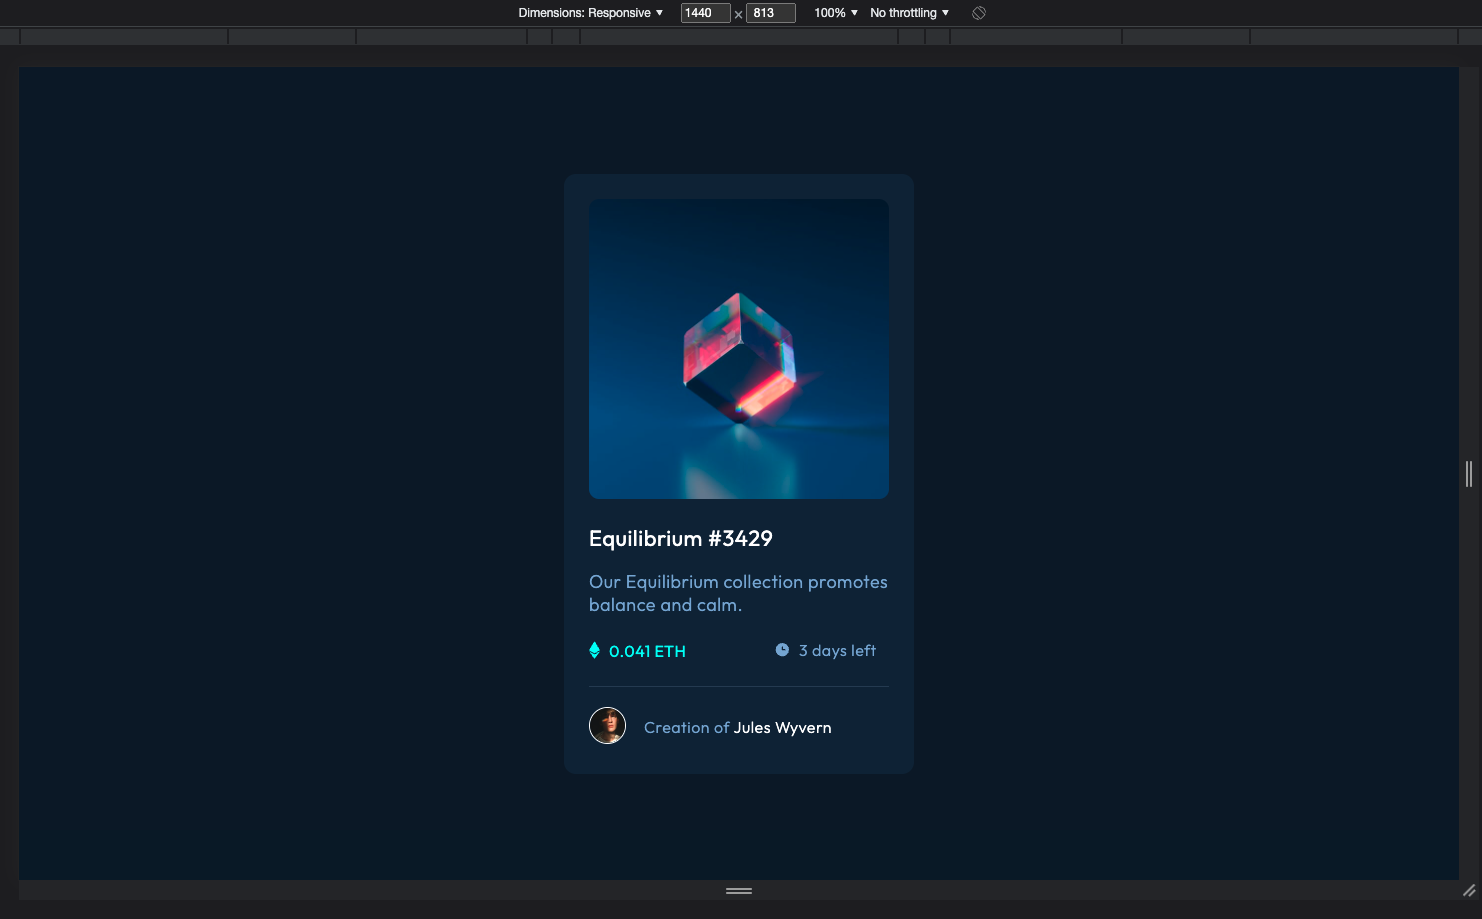 Dimensions: Responsive ▼ 1440 × 813 100% ▼ No throttling ▼
Equilibrium #3429
Our Equilibrium collection promotes
balance and calm.
0.041 ETH 3 days left
Creation of Jules Wyvern